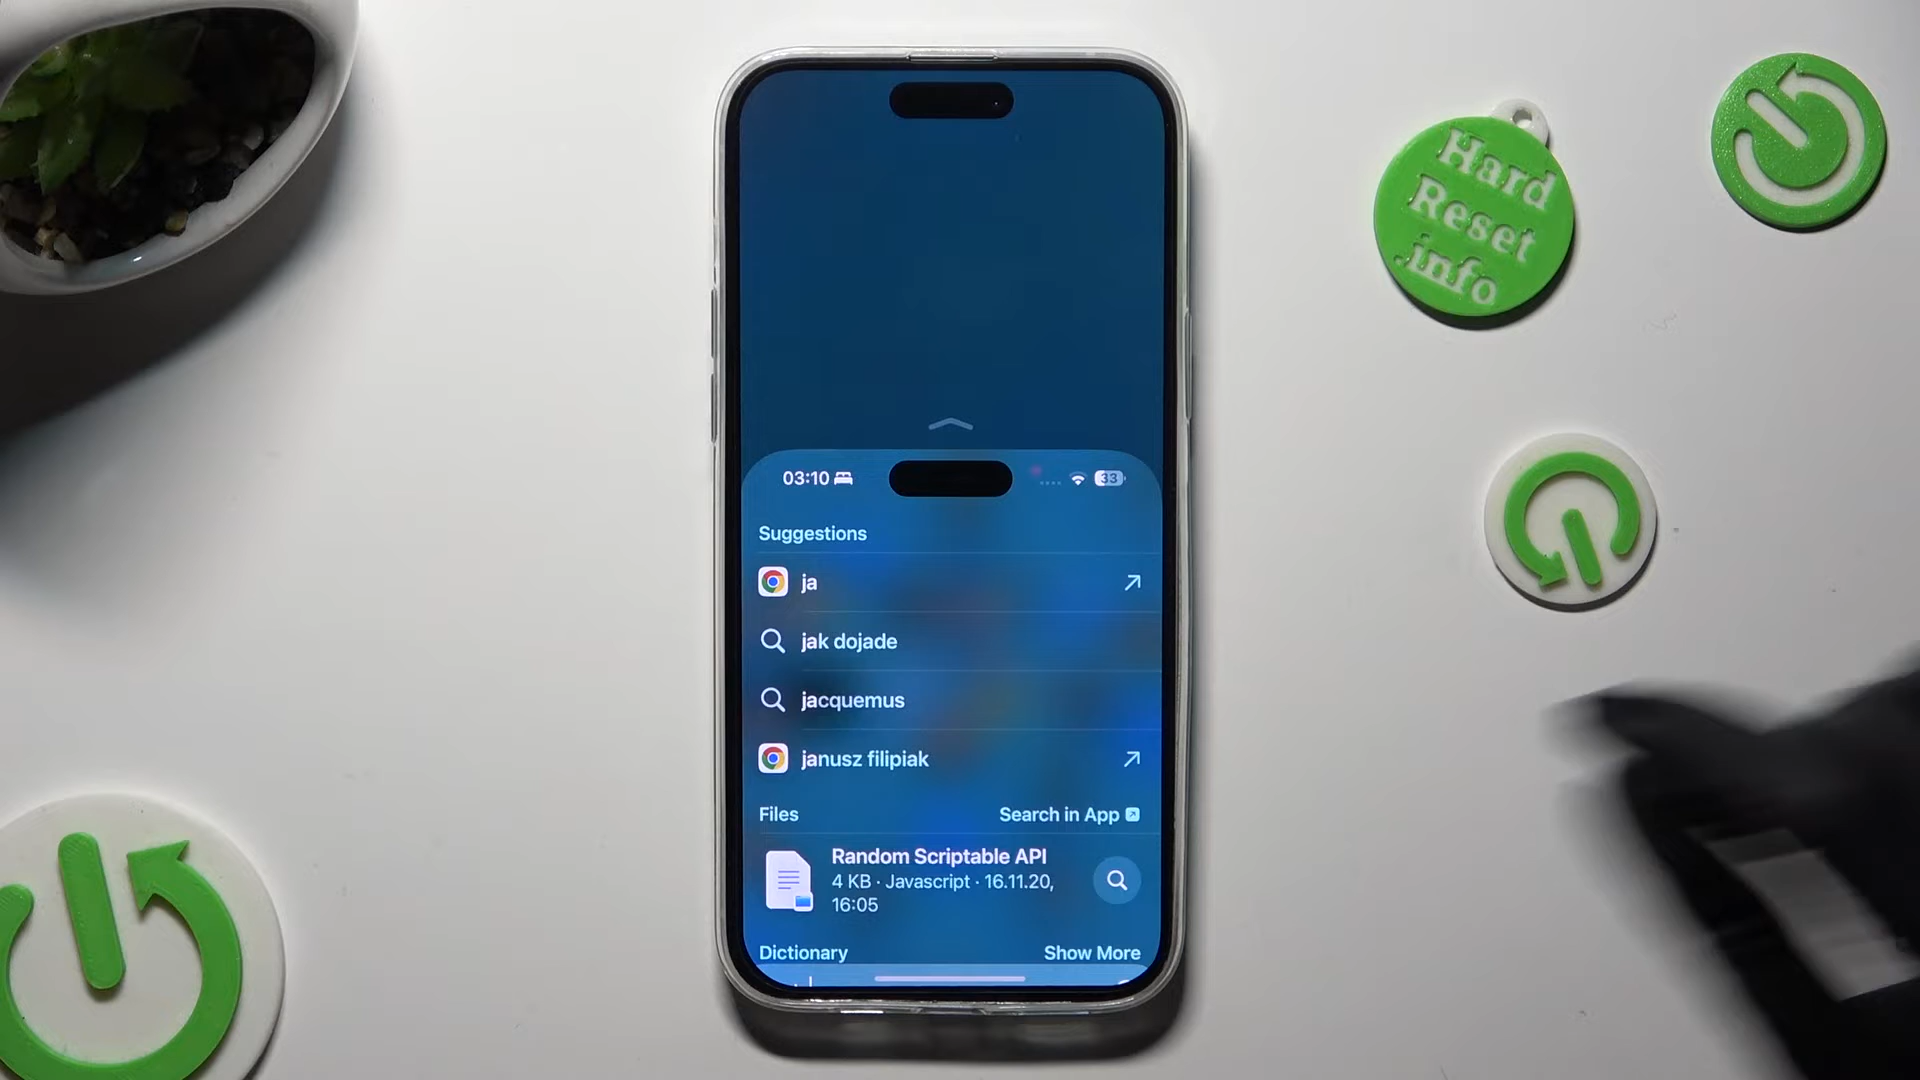 03:10
33
Suggestions
ja
jak dojade
jacquemus
janusz filipiak
Files
Search in App
Random Scriptable API
4 KB · Javascript · 16.11.20,
16:05
Dictionary
Show More
Hard
Reset
.info